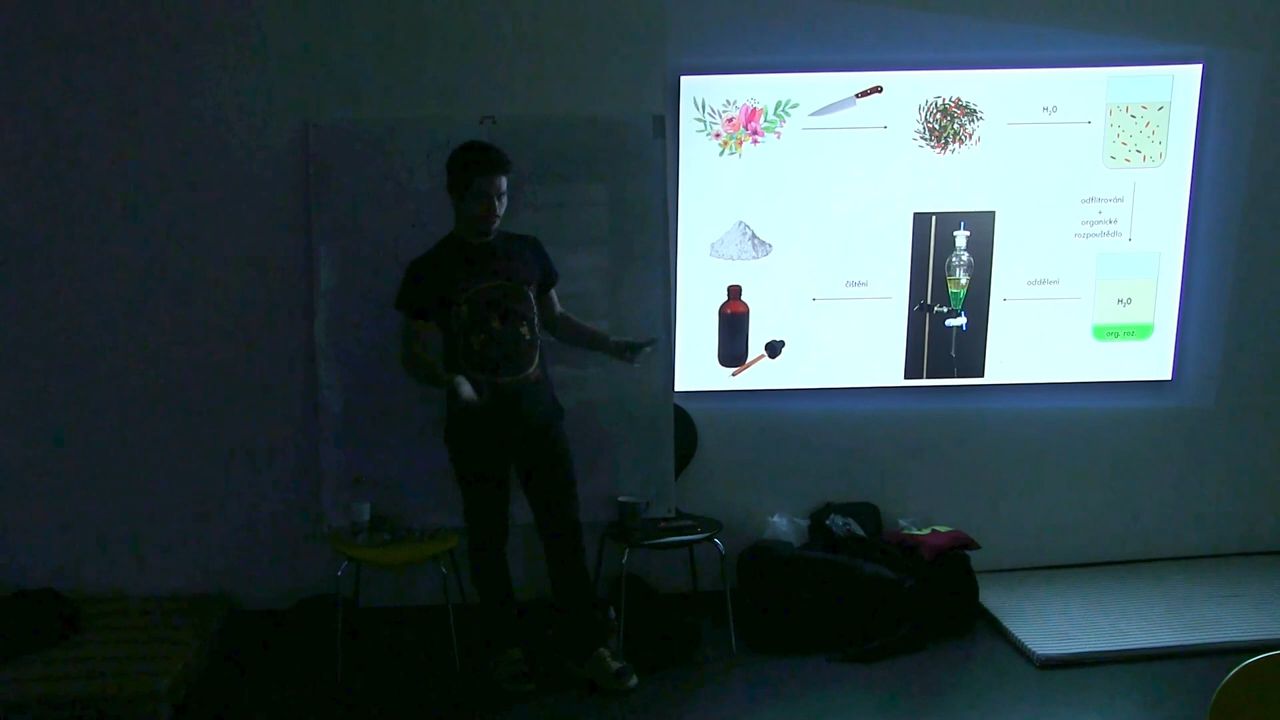 H₂O
odfiltrování
+
organické
rozpouštědlo
H₂O
org. roz.
oddělení
čištění